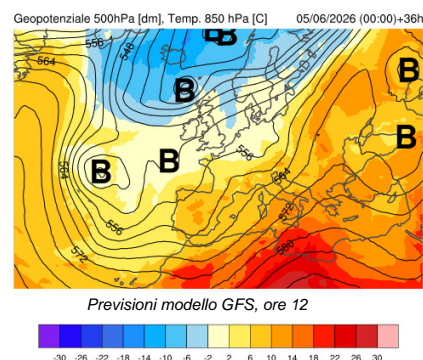 Geopotenziale 500hPa [dm], Temp. 850 hPa [C] 05/06/2026 (00:00)+36h
556
564
548
B
B
B
B
B
B
B
556
564
564
572
556
572
580
Previsioni modello GFS, ore 12
-30 -26 -22 -18 -14 -10 -6 -2 2 6 10 14 18 22 26 30